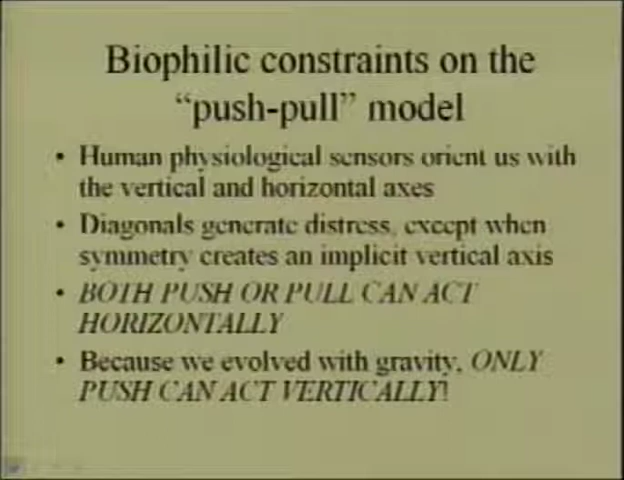 Biophilic constraints on the
“push-pull” model
• Human physiological sensors orient us with
the vertical and horizontal axes
• Diagonals generate distress, except when
symmetry creates an implicit vertical axis
• BOTH PUSH OR PULL CAN ACT
HORIZONTALLY
• Because we evolved with gravity, ONLY
PUSH CAN ACT VERTICALLY!